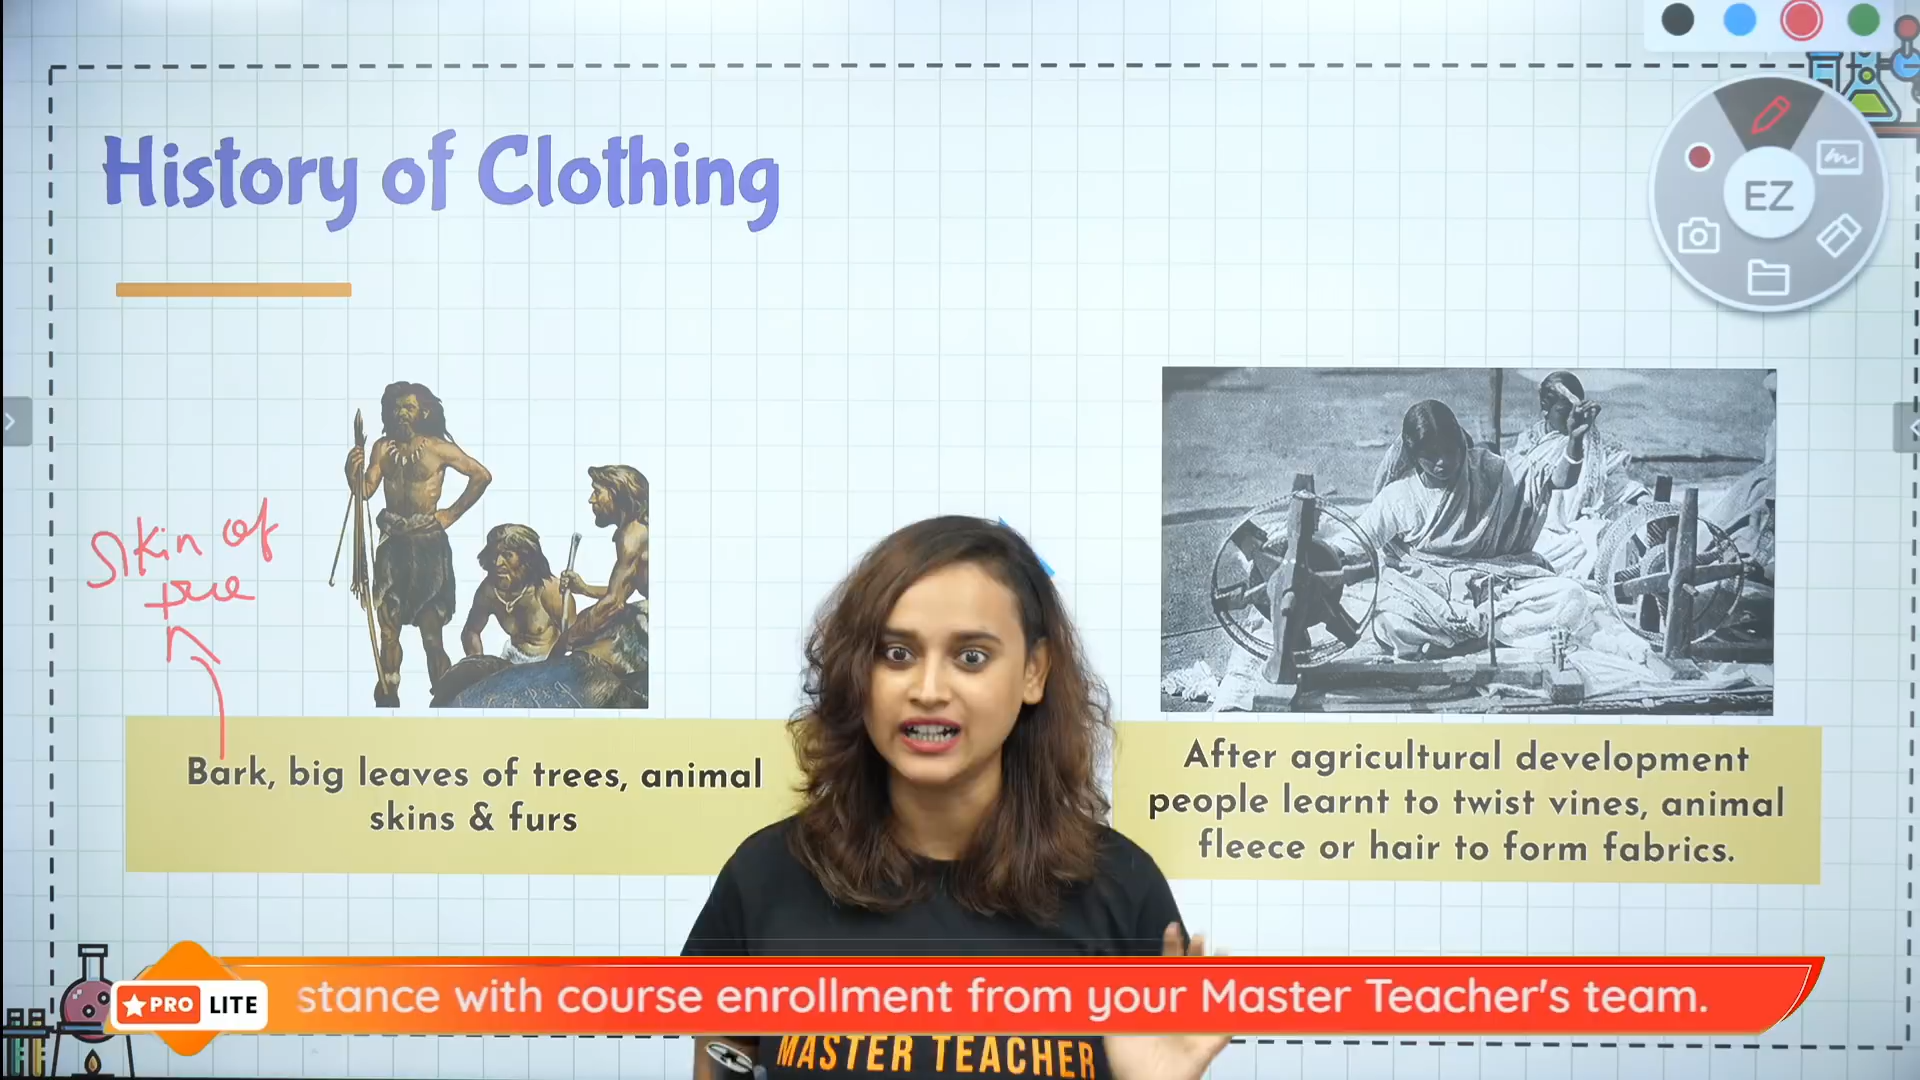 EZ
History of Clothing
Skin of
tree
Bark, big leaves of trees, animal
skins & furs
After agricultural development
people learnt to twist vines, animal
fleece or hair to form fabrics.
PRO LITE
stance with course enrollment from your Master Teacher's team.
MASTER TEACHER